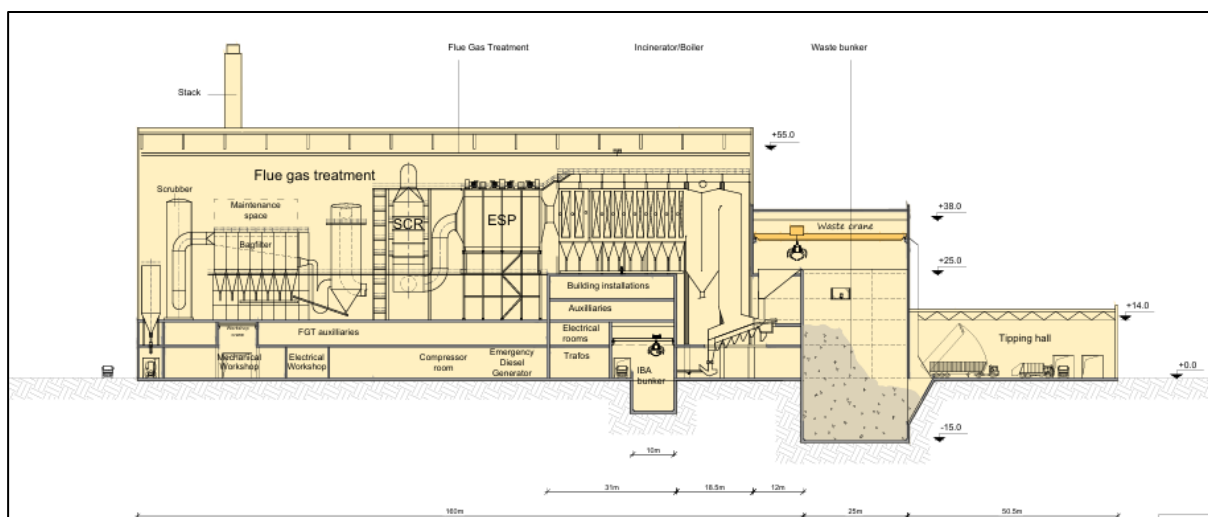 Flue Gas Treatment
Incinerator/Boiler
Waste bunker
Stack
+55.0
Flue gas treatment
Scrubber
Maintenance
space
Bagfilter
SCR
ESP
+38.0
Waste crane
+25.0
Building installations
Auxilliaries
+14.0
FGT auxilliaries
Electrical
rooms
Tipping hall
Mechanical
Workshop
Electrical
Workshop
Compressor
room
Emergency
Diesel
Generator
Trafos
IBA
bunker
+0.0
-15.0
10m
31m
18.5m
12m
160m
25m
50.5m